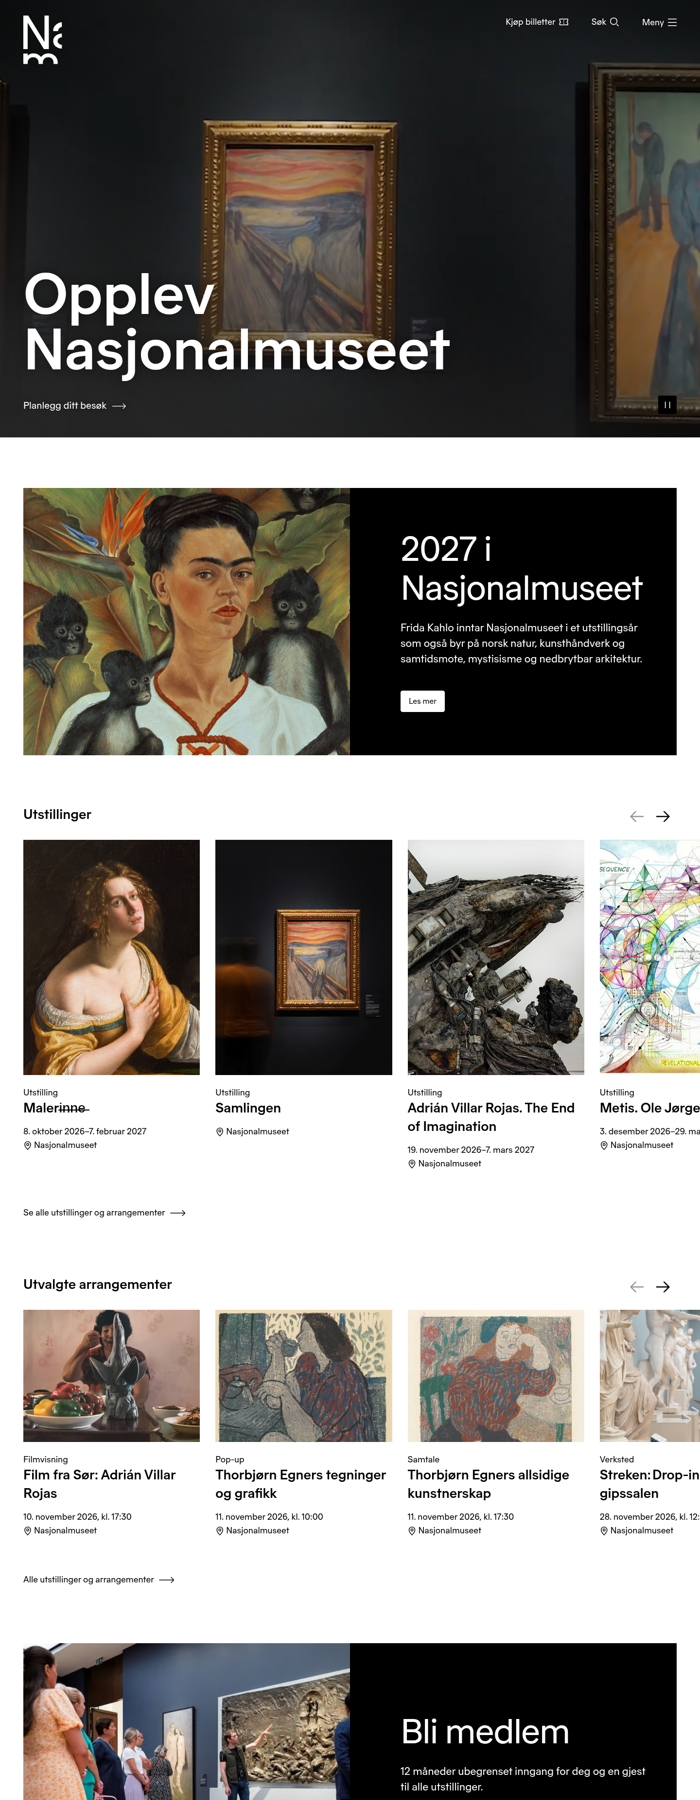 Na
m
Kjøp billetter
Søk
Meny
Opplev
Nasjonalmuseet
Planlegg ditt besøk
2027 i
Nasjonalmuseet
Frida Kahlo inntar Nasjonalmuseet i et utstillingsår
som også byr på norsk natur, kunsthåndverk og
samtidsmote, mystisisme og nedbrytbar arkitektur.
Les mer
Utstillinger
SEQUENCE
REVELATIONAL
Utstilling
Malerinne
8. oktober 2026–7. februar 2027
Nasjonalmuseet
Utstilling
Samlingen
Nasjonalmuseet
Utstilling
Adrián Villar Rojas. The End
of Imagination
19. november 2026–7. mars 2027
Nasjonalmuseet
Utstilling
Metis. Ole Jørge
3. desember 2026–29. ma
Nasjonalmuseet
Se alle utstillinger og arrangementer
Utvalgte arrangementer
Filmvisning
Film fra Sør: Adrián Villar
Rojas
10. november 2026, kl. 17:30
Nasjonalmuseet
Pop-up
Thorbjørn Egners tegninger
og grafikk
11. november 2026, kl. 10:00
Nasjonalmuseet
Samtale
Thorbjørn Egners allsidige
kunstnerskap
11. november 2026, kl. 17:30
Nasjonalmuseet
Verksted
Streken: Drop-in
gipssalen
28. november 2026, kl. 12:
Nasjonalmuseet
Alle utstillinger og arrangementer
Bli medlem
12 måneder ubegrenset inngang for deg og en gjest
til alle utstillinger.